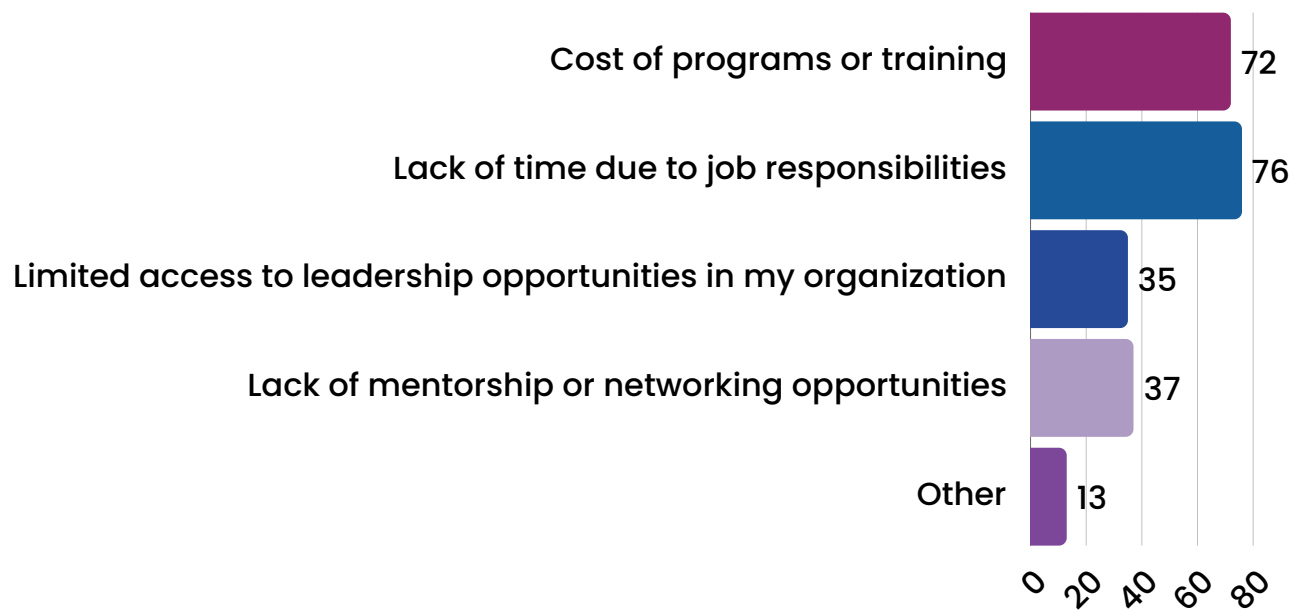 Cost of programs or training 72
Lack of time due to job responsibilities 76
Limited access to leadership opportunities in my organization 35
Lack of mentorship or networking opportunities 37
Other 13
0 20 40 60 80